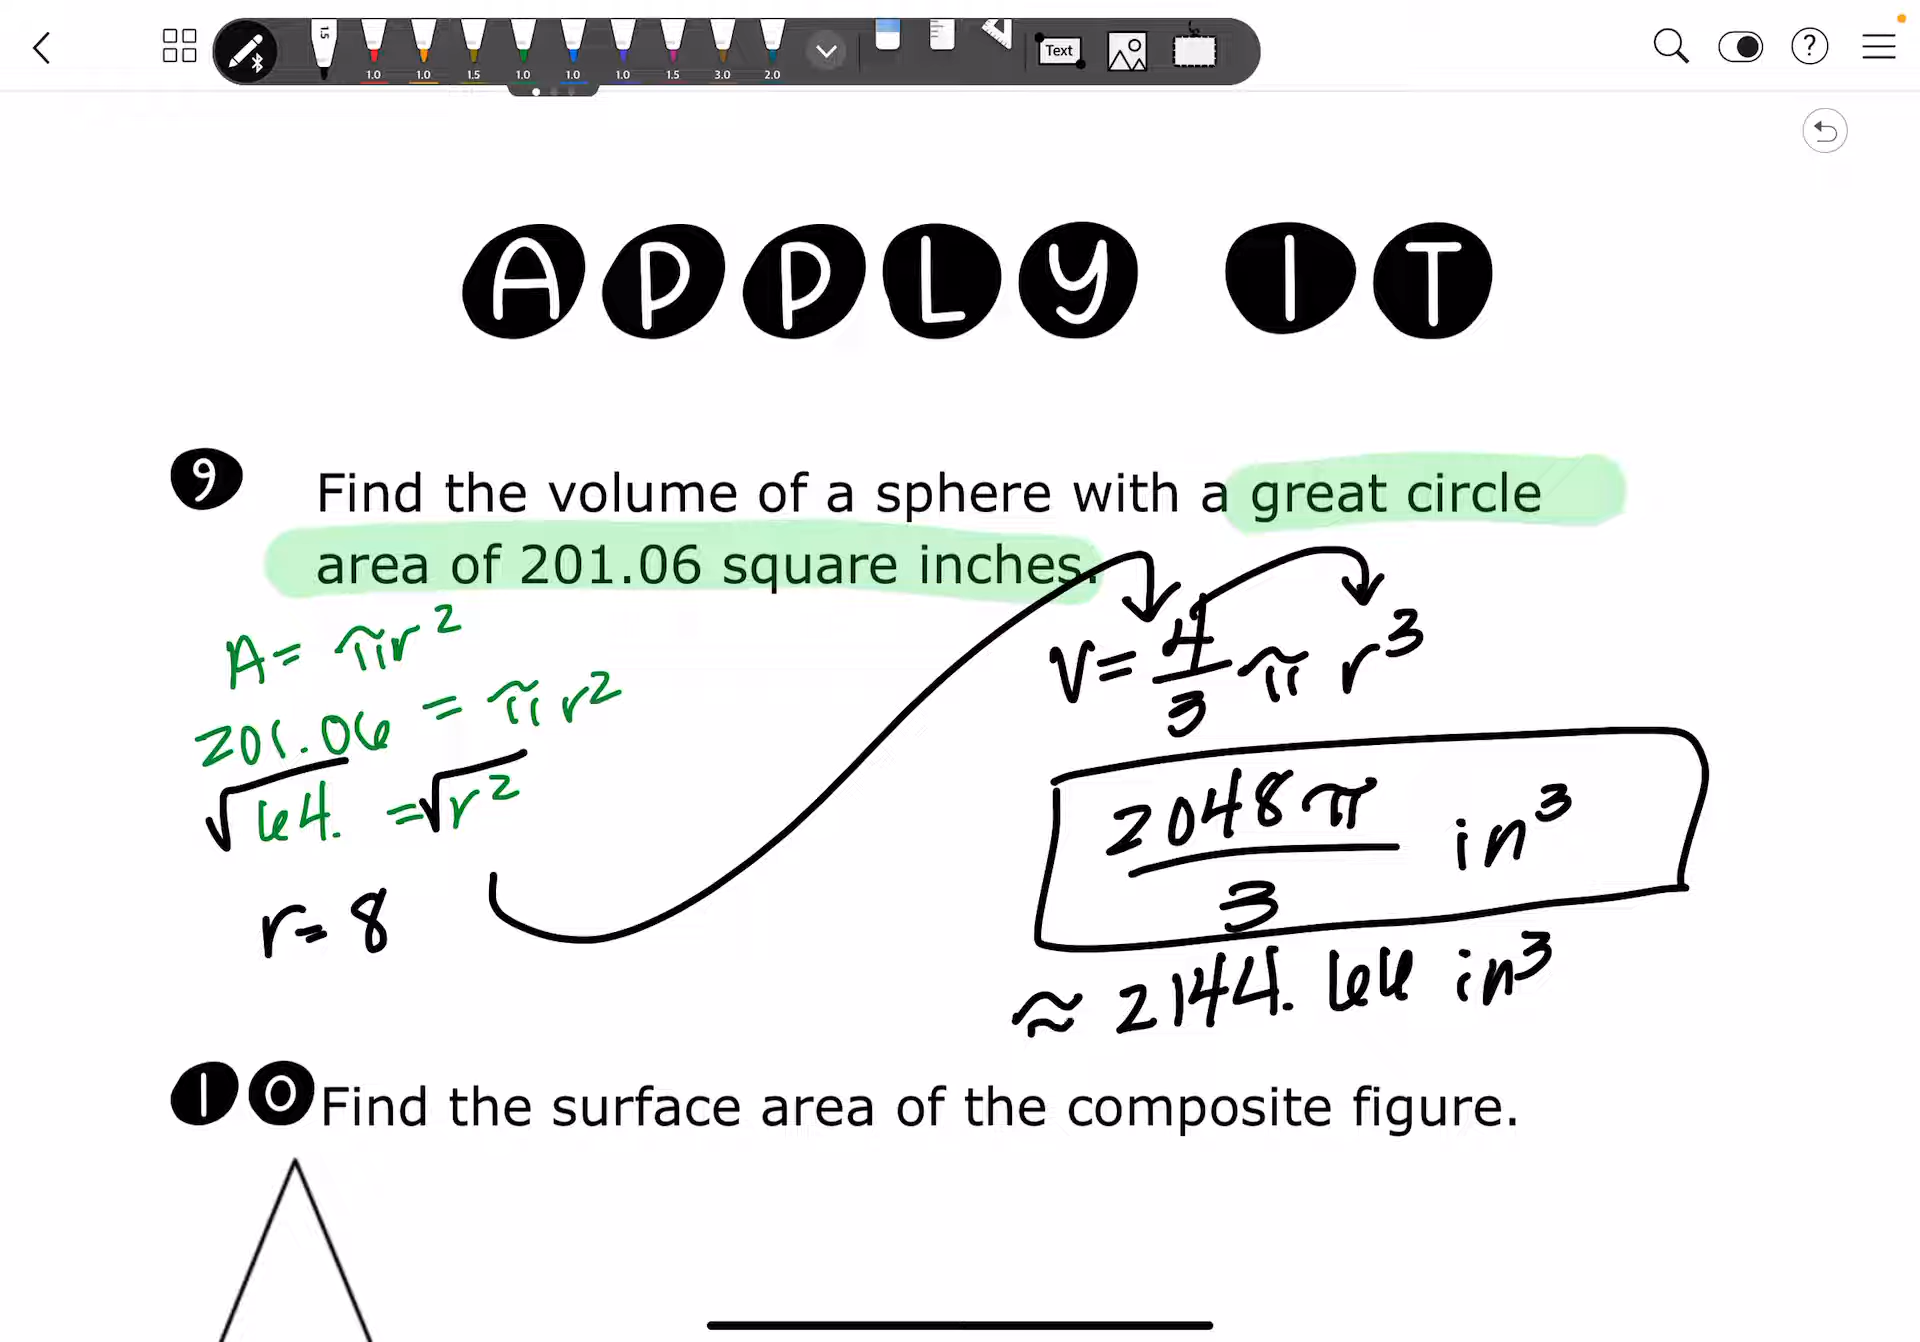 15 1.0 1.0 1.5 1.0 1.0 1.0 1.5 3.0 2.0 Text ?
APPLY IT
9 Find the volume of a sphere with a great circle
area of 201.06 square inches.
A = πr²
201.06 = πr²
√64. = √r²
r = 8
V = 4/3 π r³
2048π/3 in³
≈ 2144.66 in³
10 Find the surface area of the composite figure.